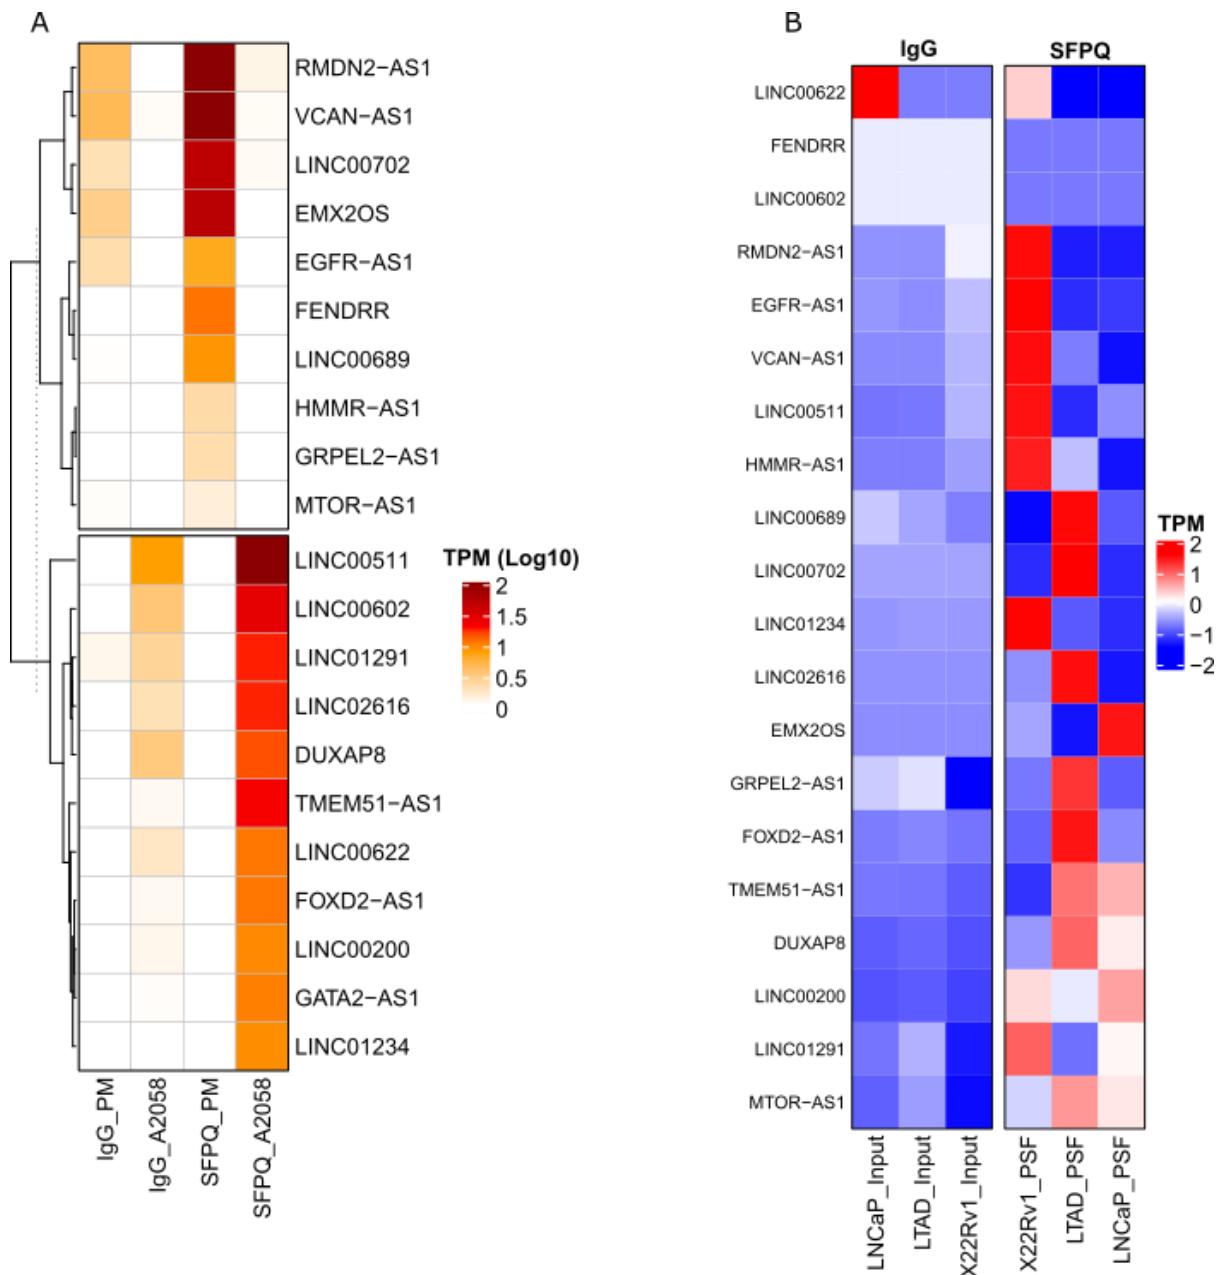 A
RMDN2−AS1
VCAN−AS1
LINC00702
EMX2OS
EGFR−AS1
FENDRR
LINC00689
HMMR−AS1
GRPEL2−AS1
MTOR−AS1
LINC00511
LINC00602
LINC01291
LINC02616
DUXAP8
TMEM51−AS1
LINC00622
FOXD2−AS1
LINC00200
GATA2−AS1
LINC01234
IgG_PM
IgG_A2058
SFPQ_PM
SFPQ_A2058
TPM (Log10)
2
1.5
1
0.5
0
B
IgG
SFPQ
LINC00622
FENDRR
LINC00602
RMDN2−AS1
EGFR−AS1
VCAN−AS1
LINC00511
HMMR−AS1
LINC00689
LINC00702
LINC01234
LINC02616
EMX2OS
GRPEL2−AS1
FOXD2−AS1
TMEM51−AS1
DUXAP8
LINC00200
LINC01291
MTOR−AS1
LNCaP_Input
LTAD_Input
X22Rv1_Input
X22Rv1_PSF
LTAD_PSF
LNCaP_PSF
TPM
2
1
0
−1
−2